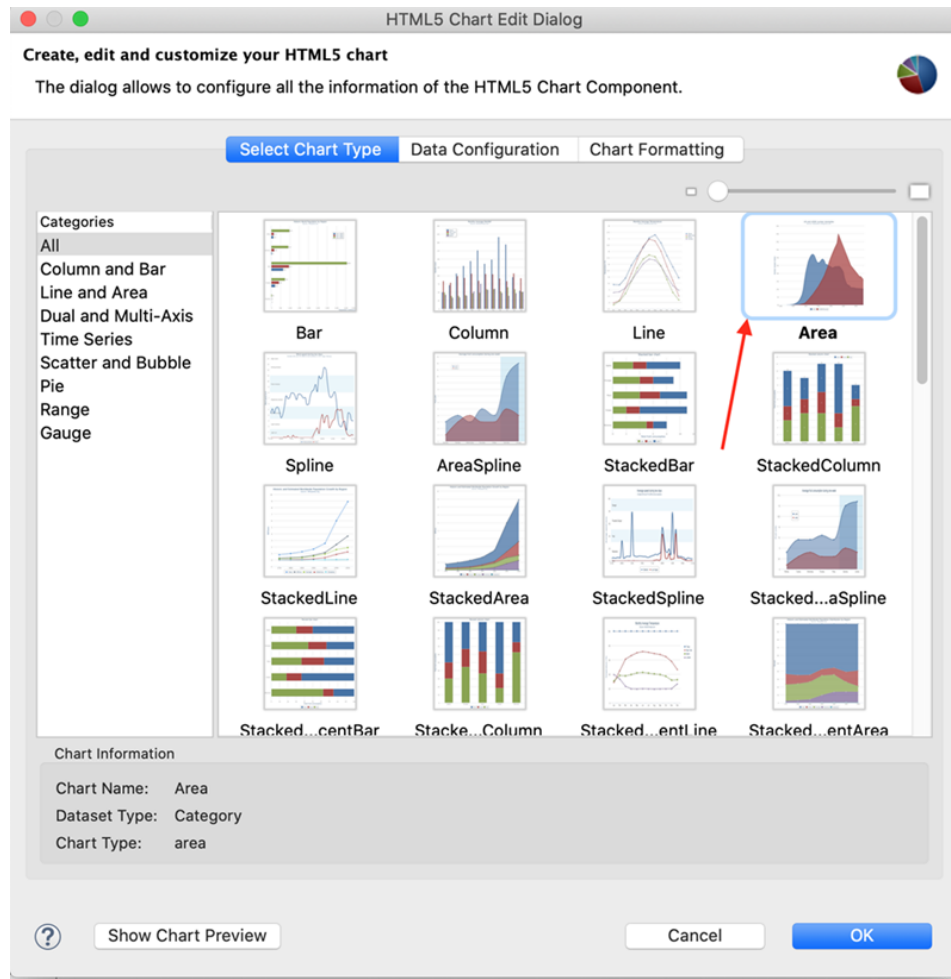 HTML5 Chart Edit Dialog
Create, edit and customize your HTML5 chart
The dialog allows to configure all the information of the HTML5 Chart Component.
Select Chart Type Data Configuration Chart Formatting
Categories
All
Column and Bar
Line and Area
Dual and Multi-Axis
Time Series
Scatter and Bubble
Pie
Range
Gauge
Bar Column Line Area
Spline AreaSpline StackedBar StackedColumn
StackedLine StackedArea StackedSpline Stacked...aSpline
Stacked...centBar Stacke...Column Stacked...entLine Stacked...entArea
Chart Information
Chart Name: Area
Dataset Type: Category
Chart Type: area
? Show Chart Preview Cancel OK